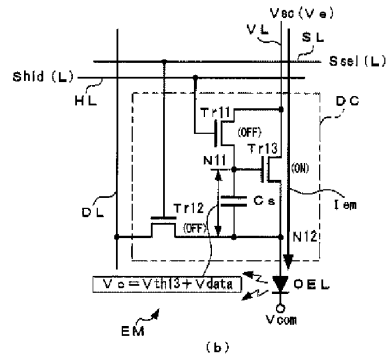 Vsc (Ve)
VL
SL
Ssel (L)
Shld (L)
HL
DC
Tr11
(OFF)
Tr13
N11
(ON)
DL
Cs
Tr12
Iem
(OFF)
N12
Vc=Vth13+Vdata
OEL
Vcom
EM
(b)